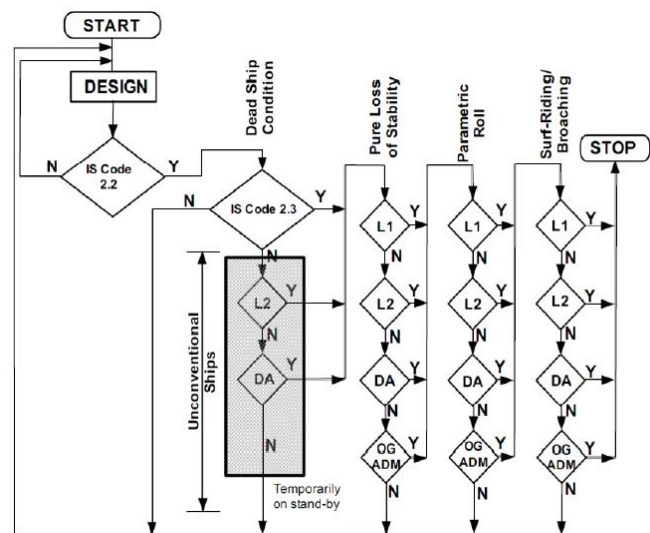 START
DESIGN
N
IS Code
2.2
Y
Dead Ship
Condition
N
IS Code 2.3
Y
N
L2
Y
N
DA
Y
N
Unconventional
Ships
Temporarily
on stand-by
Pure Loss
of Stability
L1
Y
N
L2
Y
N
DA
Y
N
OG
ADM
Y
N
Parametric
Roll
L1
Y
N
L2
Y
N
DA
Y
N
OG
ADM
Y
N
Surf-Riding/
Broaching
L1
Y
N
L2
Y
N
DA
Y
N
OG
ADM
Y
N
STOP